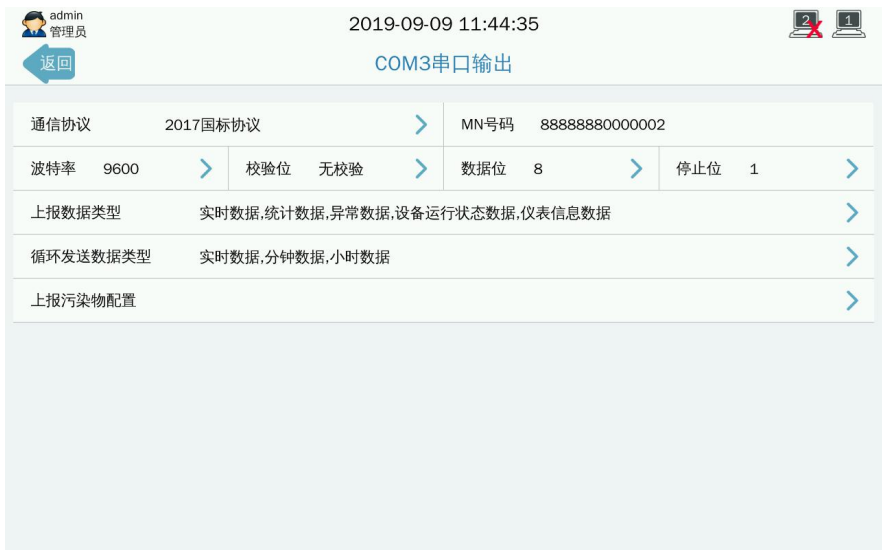 admin
管理员
2019-09-09 11:44:35
2
1
返回
COM3串口输出
通信协议 2017国标协议 MN号码 88888880000002
波特率 9600 校验位 无校验 数据位 8 停止位 1
上报数据类型 实时数据,统计数据,异常数据,设备运行状态数据,仪表信息数据
循环发送数据类型 实时数据,分钟数据,小时数据
上报污染物配置